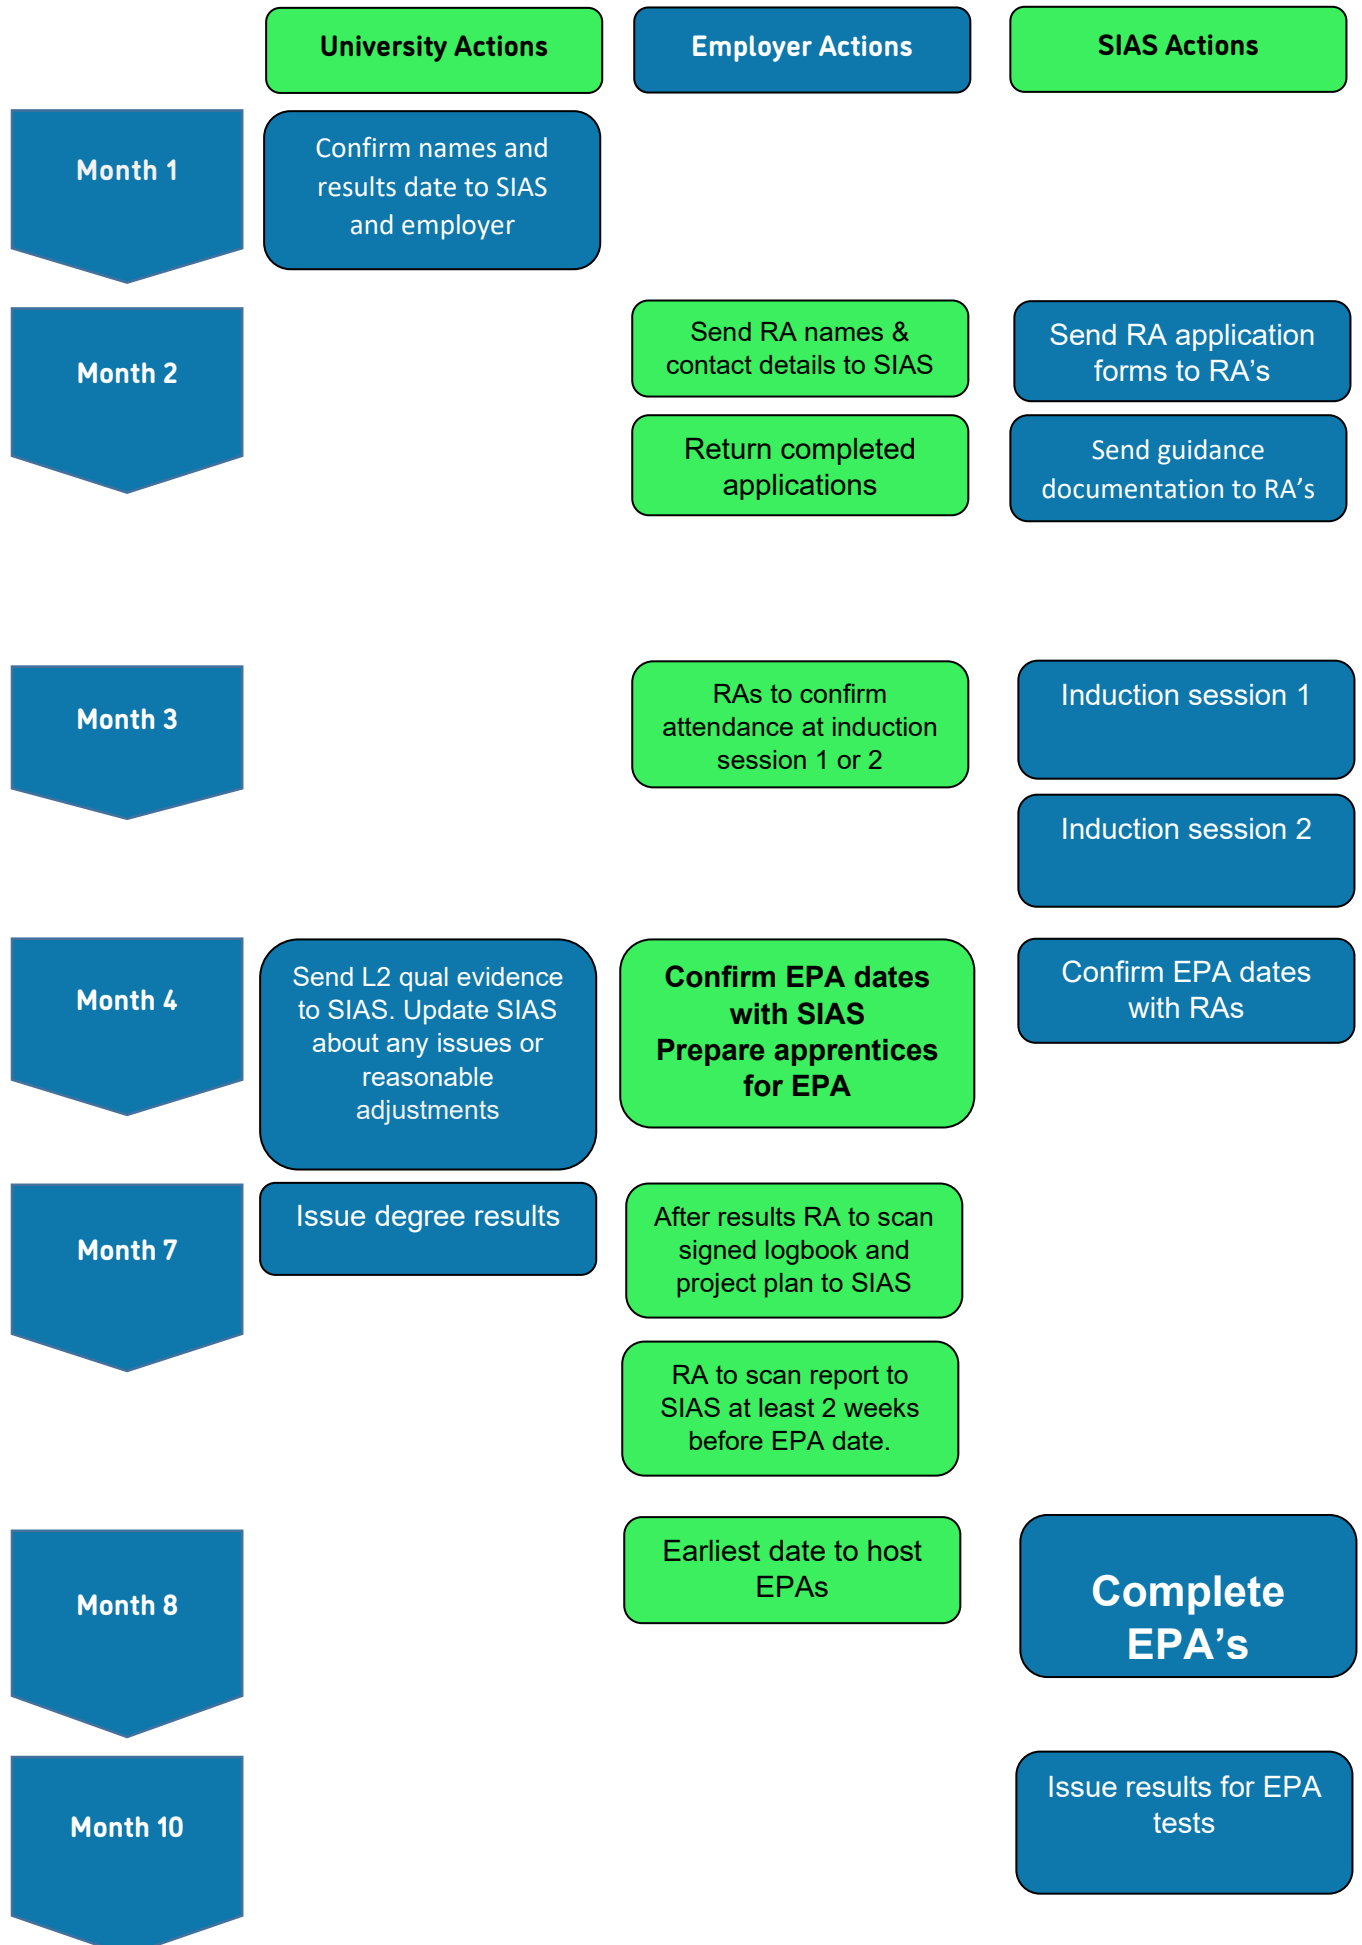 University Actions
Employer Actions
SIAS Actions
Month 1
Confirm names and
results date to SIAS
and employer
Month 2
Send RA names &
contact details to SIAS
Send RA application
forms to RA’s
Return completed
applications
Send guidance
documentation to RA’s
Month 3
RAs to confirm
attendance at induction
session 1 or 2
Induction session 1
Induction session 2
Month 4
Send L2 qual evidence
to SIAS. Update SIAS
about any issues or
reasonable
adjustments
Confirm EPA dates
with SIAS
Prepare apprentices
for EPA
Confirm EPA dates
with RAs
Month 7
Issue degree results
After results RA to scan
signed logbook and
project plan to SIAS
RA to scan report to
SIAS at least 2 weeks
before EPA date.
Month 8
Earliest date to host
EPAs
Complete
EPA’s
Month 10
Issue results for EPA
tests